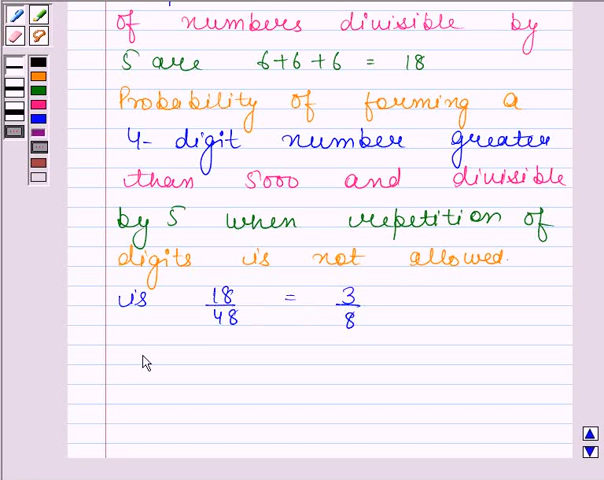 of numbers divisible by
5 are 6+6+6 = 18
Probability of forming a
4-digit number greater
than 5000 and divisible
by 5 when repetition of
digits is not allowed.
is 18/48 = 3/8